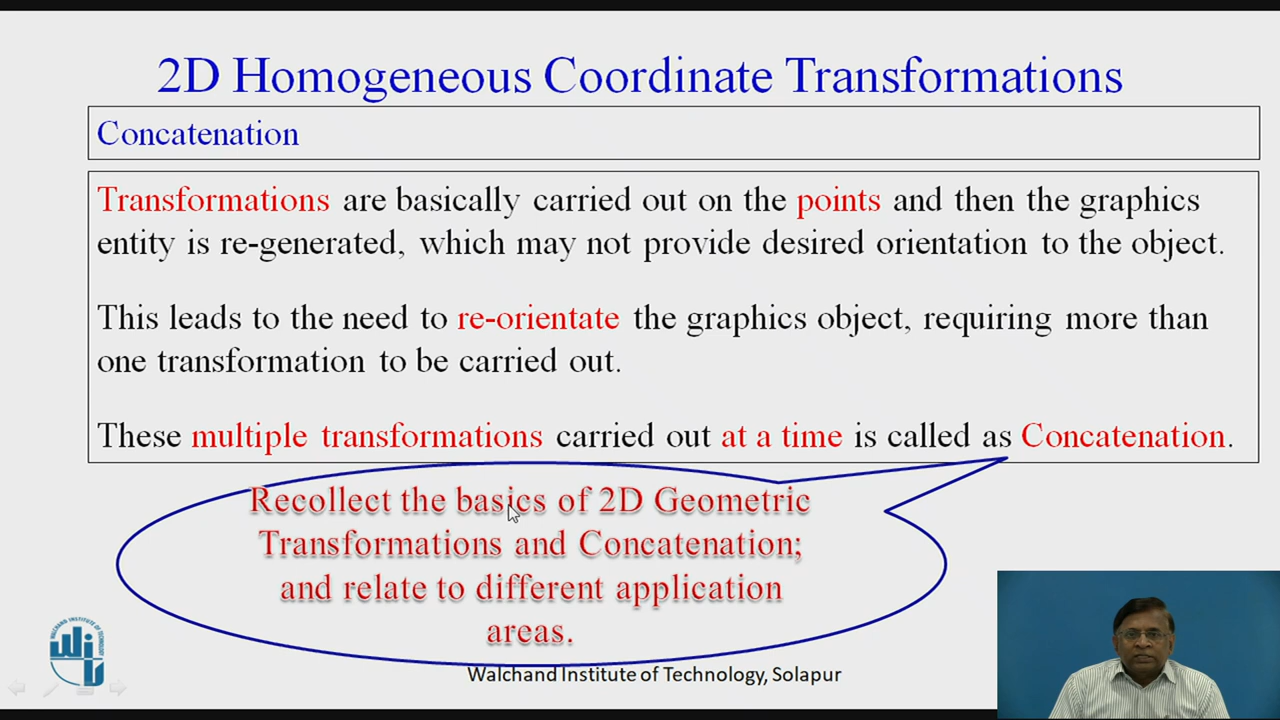 2D Homogeneous Coordinate Transformations
Concatenation
Transformations are basically carried out on the points and then the graphics
entity is re-generated, which may not provide desired orientation to the object.
This leads to the need to re-orientate the graphics object, requiring more than
one transformation to be carried out.
These multiple transformations carried out at a time is called as Concatenation.
Recollect the basics of 2D Geometric
Transformations and Concatenation;
and relate to different application
areas.
WALCHAND INSTITUTE OF TECHNOLOGY
Walchand Institute of Technology, Solapur